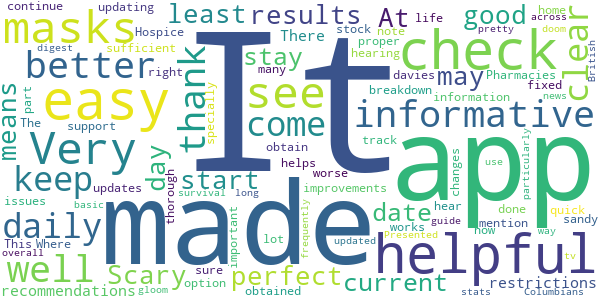 continue
updating
least
results
At
life
across
home
masks
Hospice
There
stock
good
pretty
doom
digest
sufficient
note
proper
clear
British
better
right
many
stay
hearing
check
means
part
thank
It
davies
Pharmacies
fixed
easy
specially
see
may
breakdown
information
news
The
support
come
obtain
informative
Very
day
helps
worse
track
app
changes
use
particularly
keep
updates
thorough
start
survival
long
improvements
issues
basic
made
date
hear
guide
done
quick
daily
works
mention
sandy
This
Where
important
lot
frequently
updated
how
way
overall
sure
Presented
helpful
tv
well
Scary
option
perfect
current
restrictions
recommendations
gloom
obtained
stats
Columbians